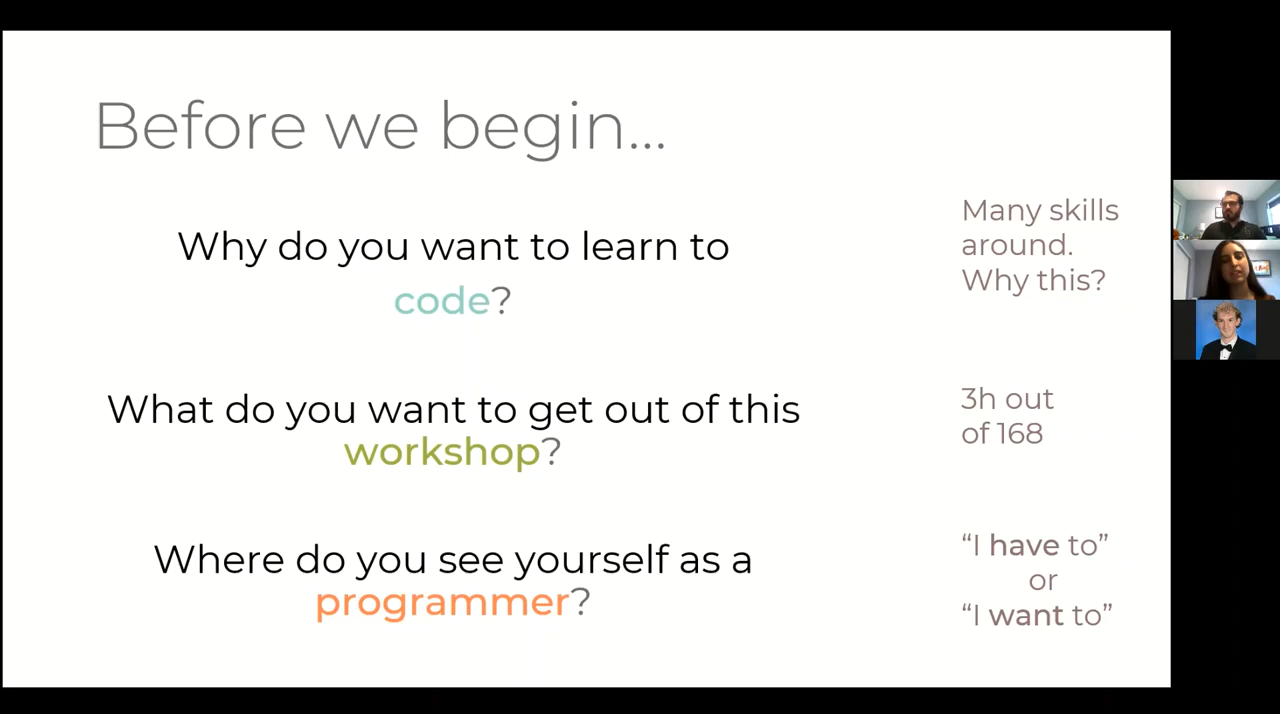 Before we begin...
Why do you want to learn to
code?
Many skills
around.
Why this?
What do you want to get out of this
workshop?
3h out
of 168
Where do you see yourself as a
programmer?
“I have to”
or
“I want to”